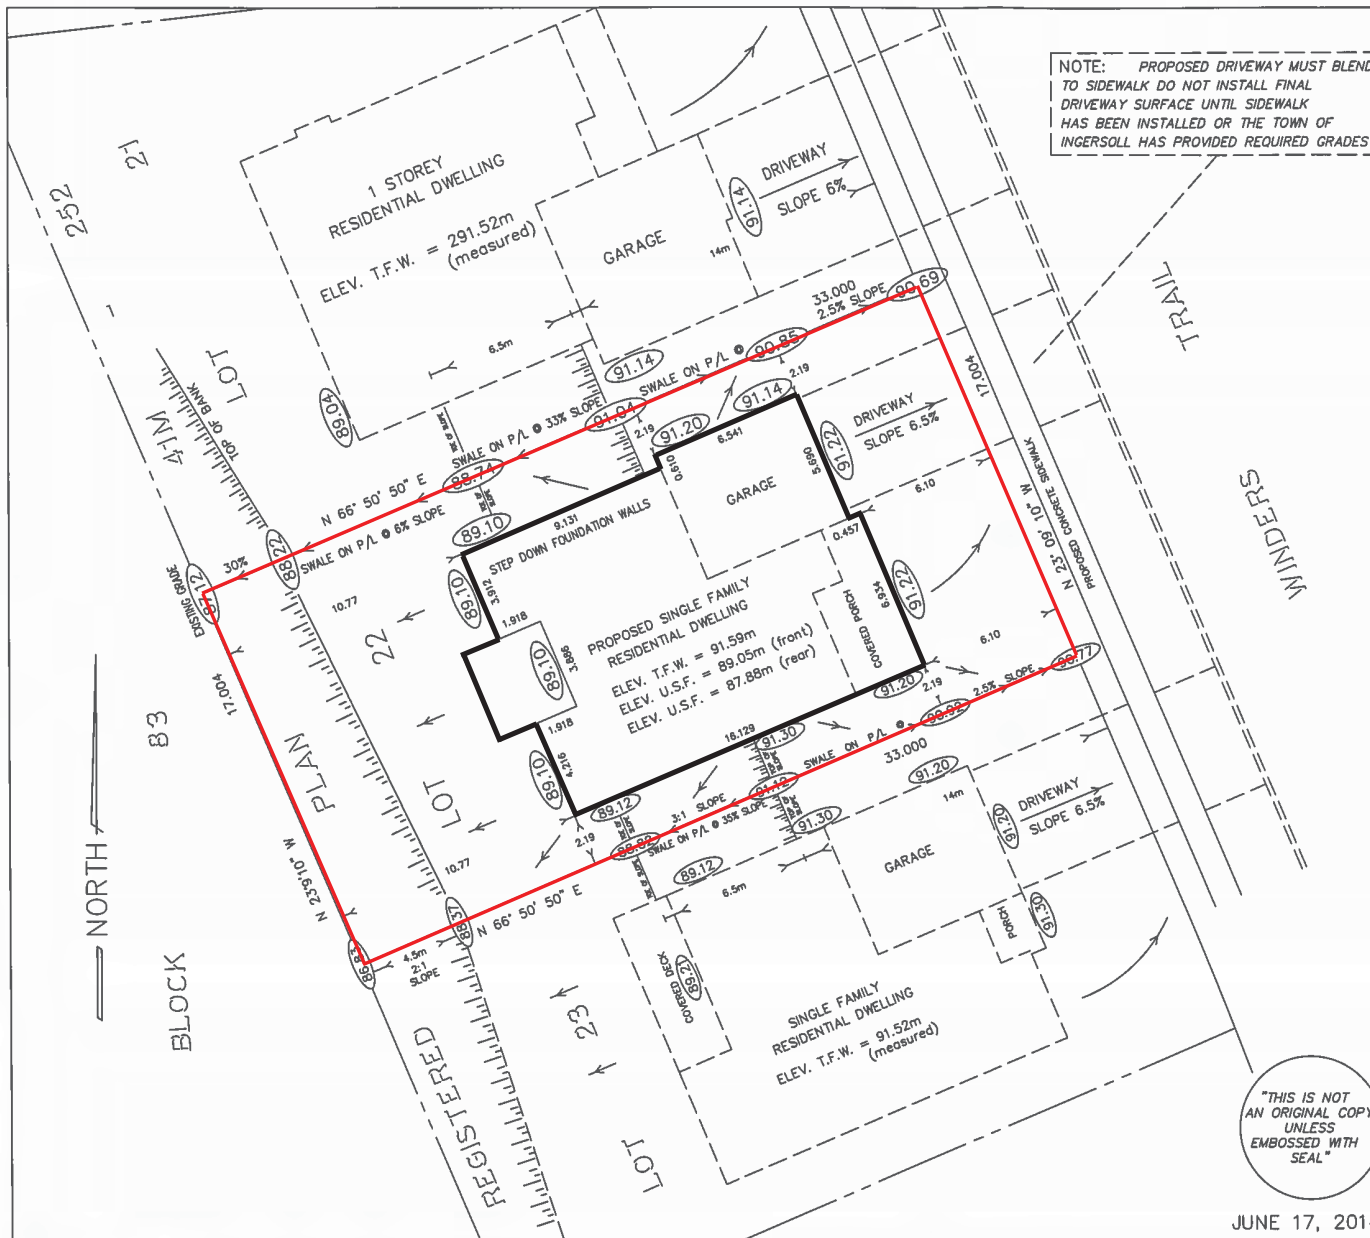 NOTE: PROPOSED DRIVEWAY MUST BLEND
TO SIDEWALK DO NOT INSTALL FINAL
DRIVEWAY SURFACE UNTIL SIDEWALK
HAS BEEN INSTALLED OR THE TOWN OF
INGERSOLL HAS PROVIDED REQUIRED GRADES
252
21
1 STOREY
RESIDENTIAL DWELLING
ELEV. T.F.W. = 291.52m
(measured)
GARAGE
91.14
DRIVEWAY
SLOPE 6%
14m
TRAIL
WINDERS
33.000
2.5% SLOPE
90.69
6.5m
91.14
SWALE ON P/L @
90.85
LOT
TOP OF BANK
41M
89.04
SWALE ON P/L @ 33% SLOPE
91.04
2.19
91.20
91.14
2.19
6.541
17.004
DRIVEWAY
SLOPE 6.5%
91.22
5.690
0.610
GARAGE
6.10
N 66° 50' 50" E
88.74
89.10
9.131
STEP DOWN FOUNDATION WALLS
0.457
N 23° 09' 10" W
PROPOSED CONCRETE SIDEWALK
88.22
SWALE ON P/L @ 6% SLOPE
30%
87.12
EXISTING GRADE
10.77
22
89.10
3.912
1.918
3.886
89.10
PROPOSED SINGLE FAMILY
RESIDENTIAL DWELLING
ELEV. T.F.W. = 91.59m
ELEV. U.S.F. = 89.05m (front)
ELEV. U.S.F. = 87.88m (rear)
COVERED PORCH
6.934
91.22
6.10
90.77
91.20
2.19
2.5% SLOPE
90.92
17.004
B3
PLAN
LOT
1.918
89.10
4.216
16.129
91.30
SWALE ON P/L @
33.000
91.20
14m
DRIVEWAY
SLOPE 6.5%
91.20
89.12
3:1 SLOPE
91.12
SWALE ON P/L @ 35% SLOPE
88.82
2.19
91.30
GARAGE
89.12
6.5m
NORTH
N 23°9'10" W
10.77
88.37
N 66° 50' 50" E
4.5m
2:1
SLOPE
BLOCK
PORCH
91.30
COVERED DECK
89.21
23
SINGLE FAMILY
RESIDENTIAL DWELLING
ELEV. T.F.W. = 91.52m
(measured)
REGISTERED
LOT
"THIS IS NOT
AN ORIGINAL COPY
UNLESS
EMBOSSED WITH
SEAL"
JUNE 17, 201